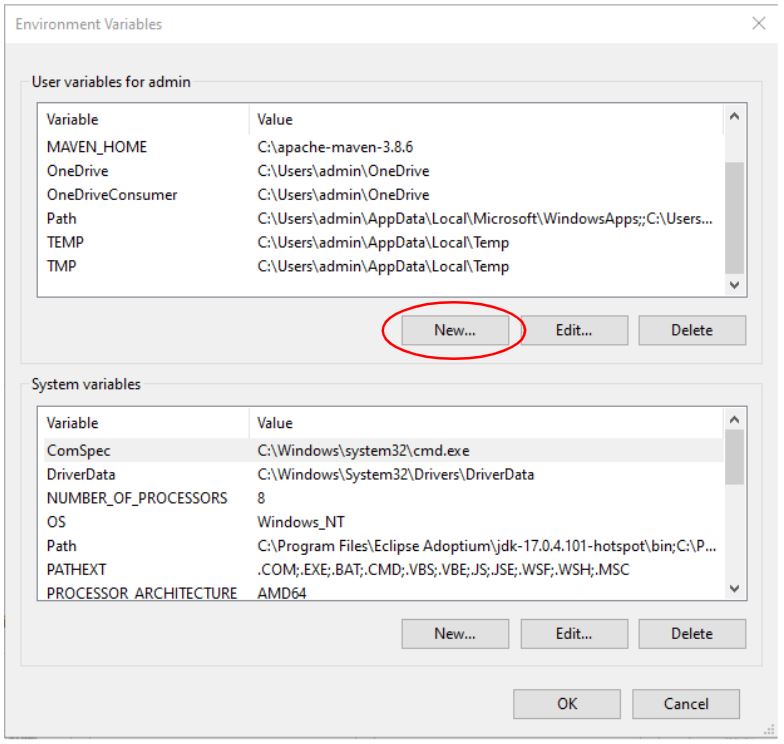 Environment Variables
User variables for admin
Variable Value
MAVEN_HOME C:\apache-maven-3.8.6
OneDrive C:\Users\admin\OneDrive
OneDriveConsumer C:\Users\admin\OneDrive
Path C:\Users\admin\AppData\Local\Microsoft\WindowsApps;;C:\Users...
TEMP C:\Users\admin\AppData\Local\Temp
TMP C:\Users\admin\AppData\Local\Temp
New... Edit... Delete
System variables
Variable Value
ComSpec C:\Windows\system32\cmd.exe
DriverData C:\Windows\System32\Drivers\DriverData
NUMBER_OF_PROCESSORS 8
OS Windows_NT
Path C:\Program Files\Eclipse Adoptium\jdk-17.0.4.101-hotspot\bin;C:\P...
PATHEXT .COM;.EXE;.BAT;.CMD;.VBS;.VBE;.JS;.JSE;.WSF;.WSH;.MSC
PROCESSOR_ARCHITECTURE AMD64
New... Edit... Delete
OK Cancel